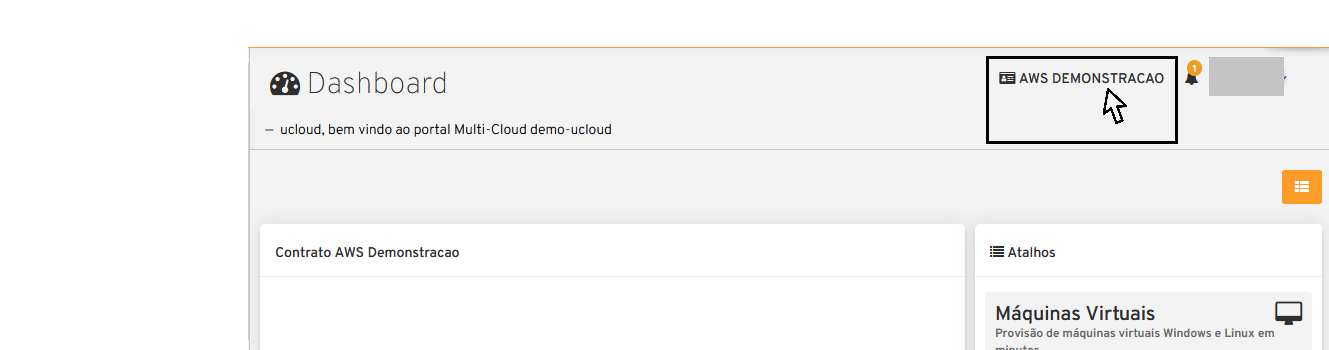 Dashboard
AWS DEMONSTRACAO
1
— ucloud, bem vindo ao portal Multi-Cloud demo-ucloud
Contrato AWS Demonstracao
Atalhos
Máquinas Virtuais
Provisão de máquinas virtuais Windows e Linux em
minutos